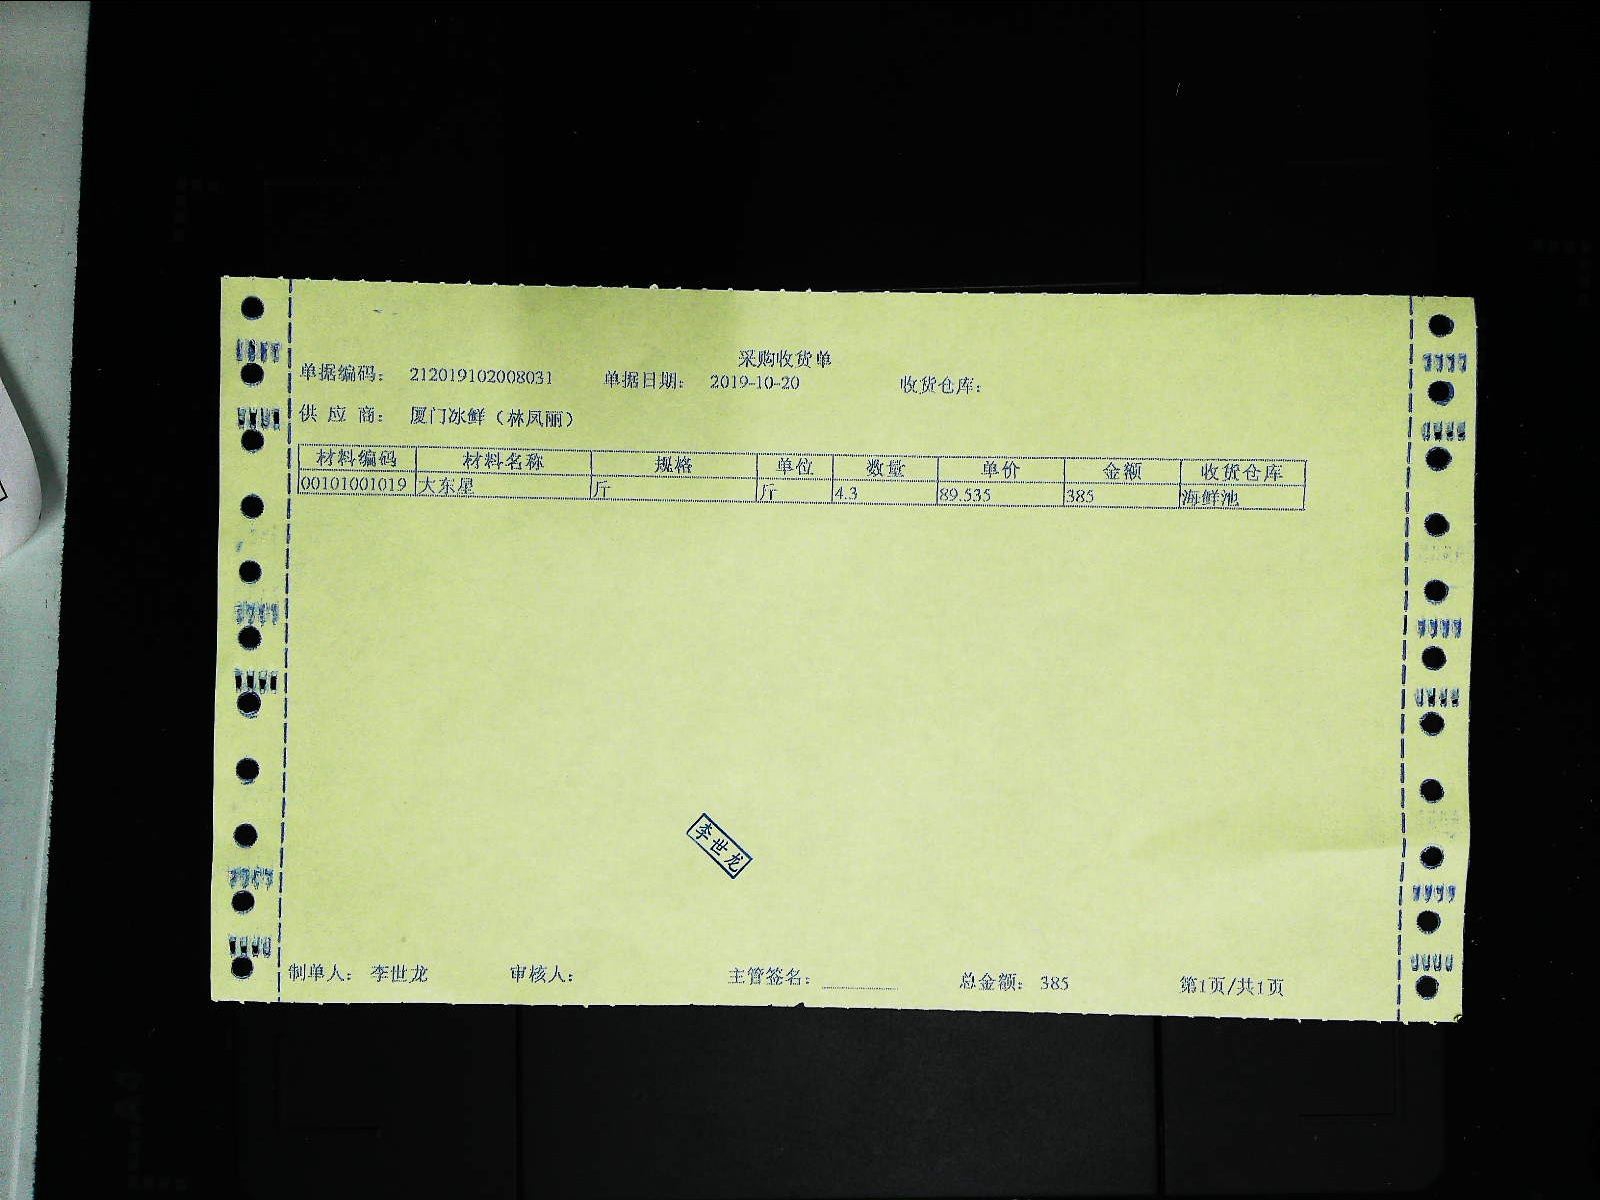 采购收货单
单据编码： 212019102008031 单据日期： 2019-10-20 收货仓库：
供 应 商： 厦门冰鲜（林凤丽）
材料编码 材料名称 规格 单位 数量 单价 金额 收货仓库
00101001019 大东星 斤 斤 4.3 89.535 385 海鲜池
李世龙
制单人： 李世龙 审核人： 主管签名： 总金额： 385 第1页/共1页